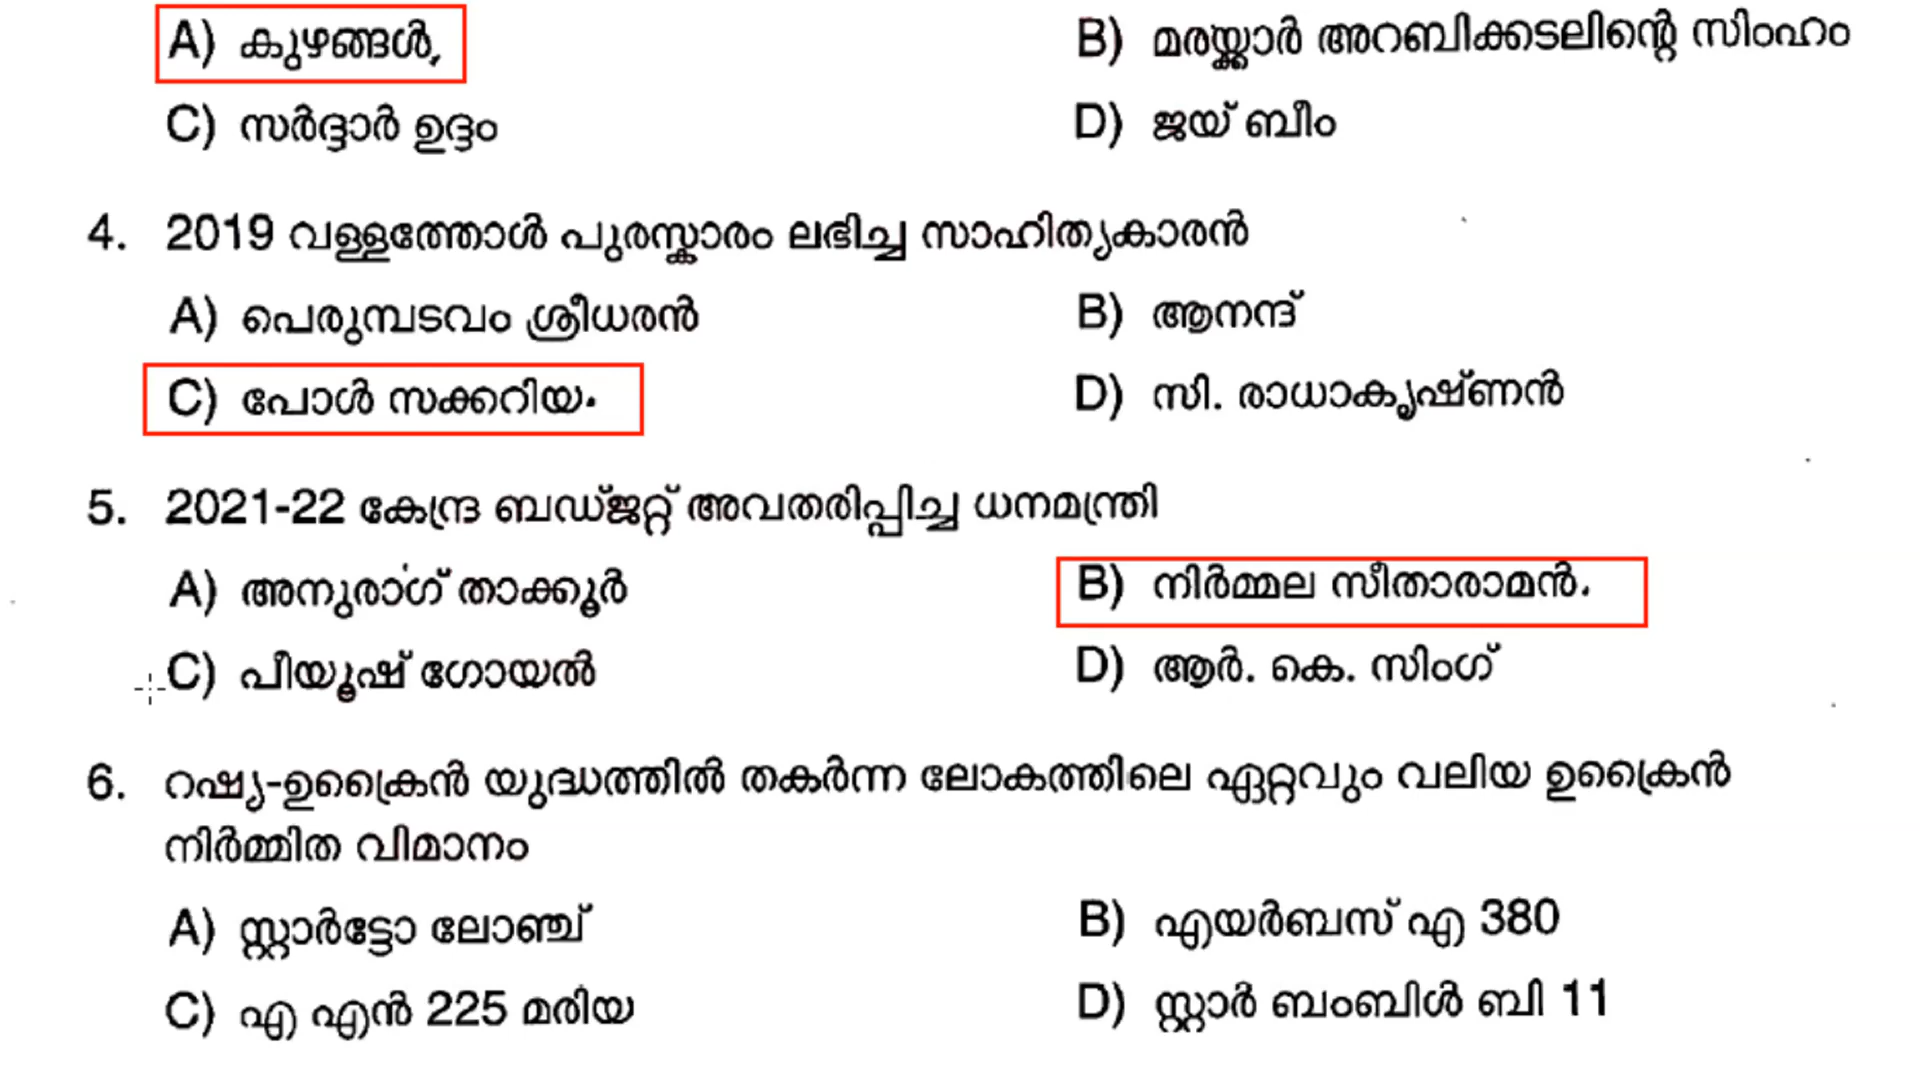 A) കുഴങ്ങൾ,
B) മരയ്ക്കാർ അറബിക്കടലിന്റെ സിംഹം
C) സർദ്ദാർ ഉദ്ദം
D) ജയ് ബീം
4. 2019 വള്ളത്തോൾ പുരസ്കാരം ലഭിച്ച സാഹിത്യകാരൻ
A) പെരുമ്പടവം ശ്രീധരൻ
B) ആനന്ദ്
C) പോൾ സക്കറിയ.
D) സി. രാധാകൃഷ്ണൻ
5. 2021-22 കേന്ദ്ര ബഡ്ജറ്റ് അവതരിപ്പിച്ച ധനമന്ത്രി
A) അനുരാഗ് താക്കൂർ
B) നിർമ്മല സീതാരാമൻ.
C) പീയൂഷ് ഗോയൽ
D) ആർ. കെ. സിംഗ്
6. റഷ്യ-ഉക്രൈൻ യുദ്ധത്തിൽ തകർന്ന ലോകത്തിലെ ഏറ്റവും വലിയ ഉക്രൈൻ
നിർമ്മിത വിമാനം
A) സ്റ്റാർട്ടോ ലോഞ്ച്
B) എയർബസ് എ 380
C) എ എൻ 225 മരിയ
D) സ്റ്റാർ ബംബിൾ ബി 11